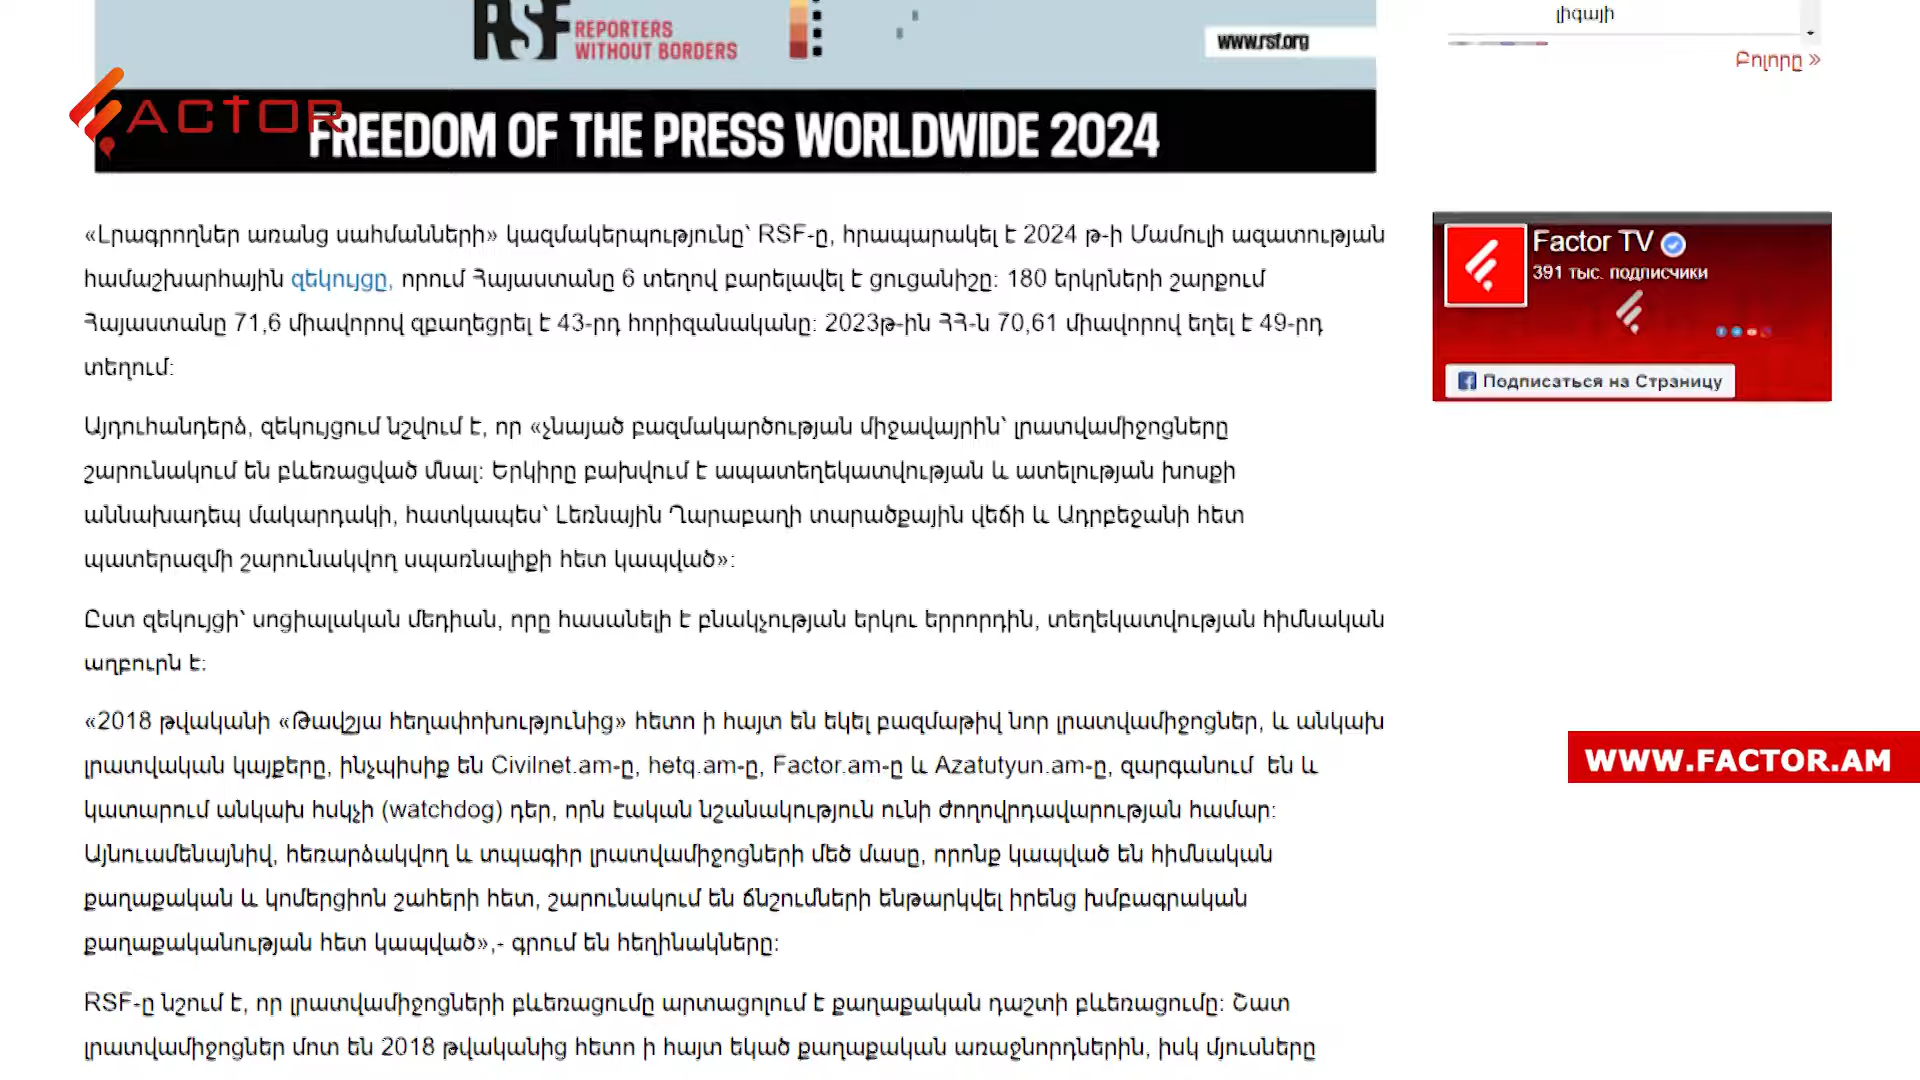 լիգայի
RSF REPORTERS
WITHOUT BORDERS
www.rsf.org
Բոլորը »
FACTOR
FREEDOM OF THE PRESS WORLDWIDE 2024
«Լրագրողներ առանց սահմանների» կազմակերպությունը՝ RSF-ը, հրապարակել է 2024 թ-ի Մամուլի ազատության
համաշխարհային զեկույցը, որում Հայաստանը 6 տեղով բարելավել է ցուցանիշը: 180 երկրների շարքում
Հայաստանը 71,6 միավորով զբաղեցրել է 43-րդ հորիզոնականը: 2023թ-ին ՀՀ-ն 70,61 միավորով եղել է 49-րդ
տեղում:
Այդուհանդերձ, զեկույցում նշվում է, որ «չնայած բազմակարծության միջավայրին՝ լրատվամիջոցները
շարունակում են բևեռացված մնալ: Երկիրը բախվում է ապատեղեկատվության և ատելության խոսքի
աննախադեպ մակարդակի, հատկապես՝ Լեռնային Ղարաբաղի տարածքային վեճի և Ադրբեջանի հետ
պատերազմի շարունակվող սպառնալիքի հետ կապված»:
Ըստ զեկույցի՝ սոցիալական մեդիան, որը հասանելի է բնակչության երկու երրորդին, տեղեկատվության հիմնական
աղբուրն է:
«2018 թվականի «Թավշյա հեղափոխությունից» հետո ի հայտ են եկել բազմաթիվ նոր լրատվամիջոցներ, և անկախ
լրատվական կայքերը, ինչպիսիք են Civilnet.am-ը, hetq.am-ը, Factor.am-ը և Azatutyun.am-ը, զարգանում  են և
կատարում անկախ հսկչի (watchdog) դեր, որն էական նշանակություն ունի ժողովրդավարության համար:
Այնուամենայնիվ, հեռարձակվող և տպագիր լրատվամիջոցների մեծ մասը, որոնք կապված են հիմնական
քաղաքական և կոմերցիոն շահերի հետ, շարունակում են ճնշումների ենթարկվել իրենց խմբագրական
քաղաքականության հետ կապված»,- գրում են հեղինակները:
RSF-ը նշում է, որ լրատվամիջոցների բևեռացումը արտացոլում է քաղաքական դաշտի բևեռացումը: Շատ
լրատվամիջոցներ մոտ են 2018 թվականից հետո ի հայտ եկած քաղաքական առաջնորդներին, իսկ մյուսները
Factor TV
391 тыс. подписчики
Подписаться на Страницу
WWW.FACTOR.AM